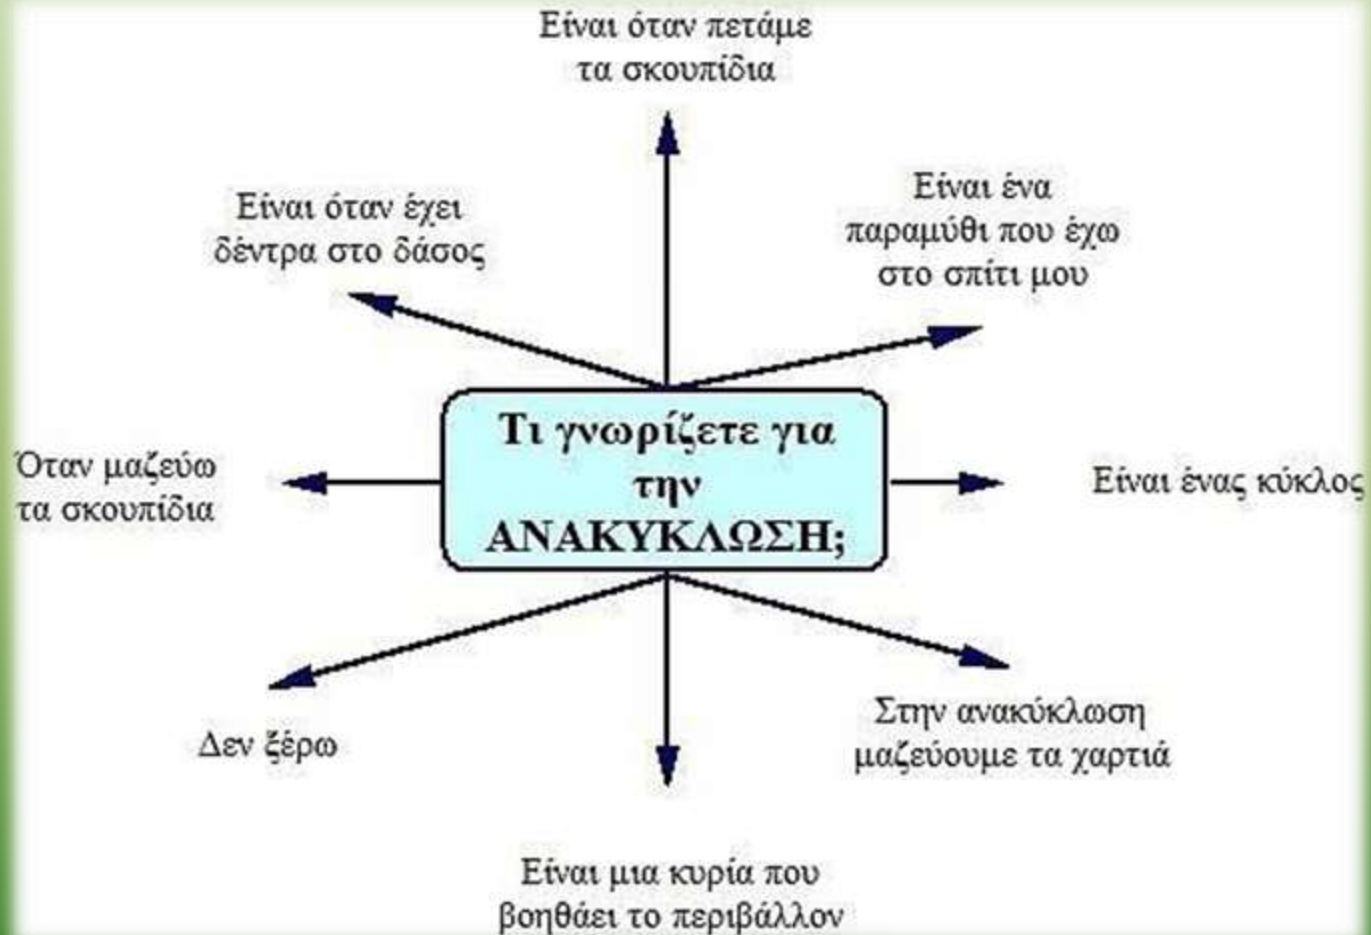 Είναι όταν πετάμε
τα σκουπίδια
Είναι όταν έχει
δέντρα στο δάσος
Είναι ένα
παραμύθι που έχω
στο σπίτι μου
Τι γνωρίζετε για
την
ΑΝΑΚΥΚΛΩΣΗ;
Όταν μαζεύω
τα σκουπίδια
Είναι ένας κύκλος
Δεν ξέρω
Στην ανακύκλωση
μαζεύουμε τα χαρτιά
Είναι μια κυρία που
βοηθάει το περιβάλλον